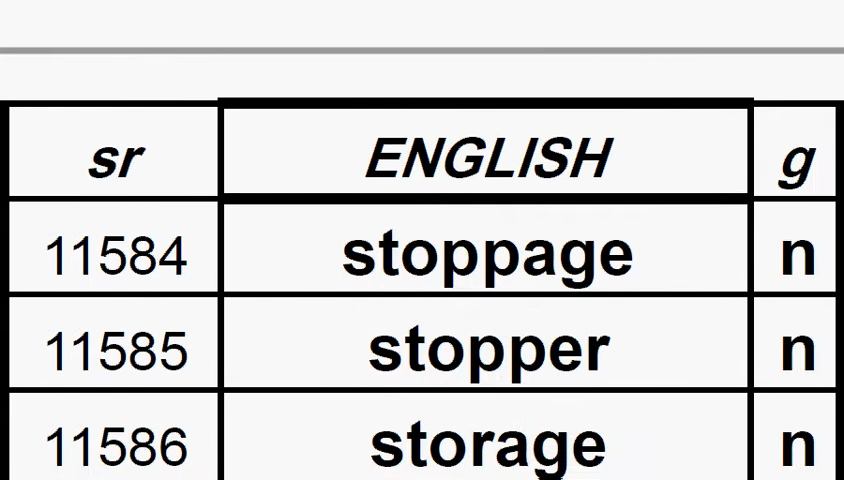 sr ENGLISH g
11584 stoppage n
11585 stopper n
11586 storage n